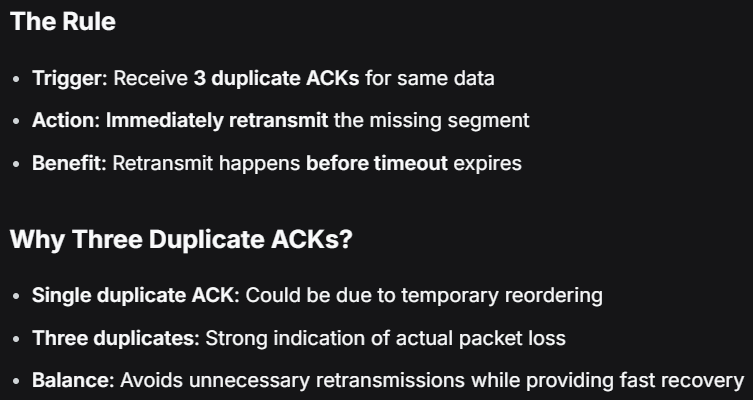 The Rule
• Trigger: Receive 3 duplicate ACKs for same data
• Action: Immediately retransmit the missing segment
• Benefit: Retransmit happens before timeout expires
Why Three Duplicate ACKs?
• Single duplicate ACK: Could be due to temporary reordering
• Three duplicates: Strong indication of actual packet loss
• Balance: Avoids unnecessary retransmissions while providing fast recovery